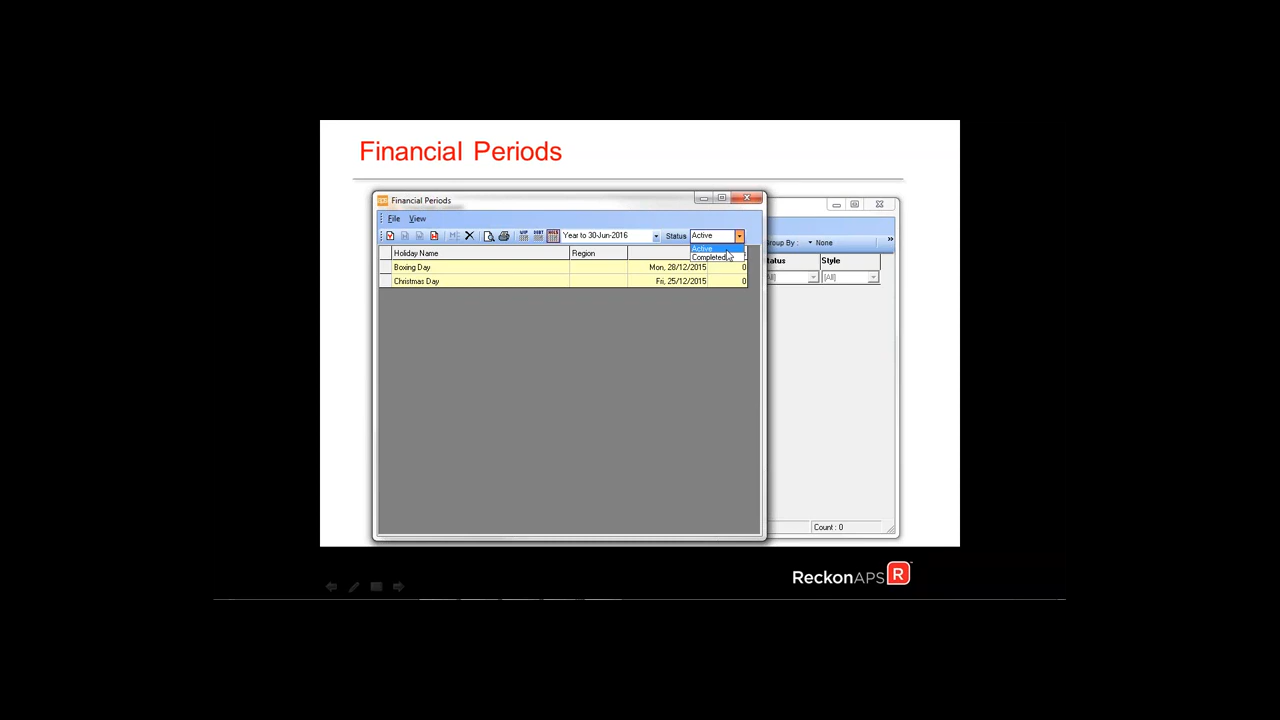 Financial Periods
Financial Periods
File View
Year to 30-Jun-2016 Status Active
Group By : None
Active
Completed
Holiday Name Region
Style
Boxing Day Mon, 28/12/2015 0
[All]
Christmas Day Fri, 25/12/2015 0
Count : 0
ReckonAPS R